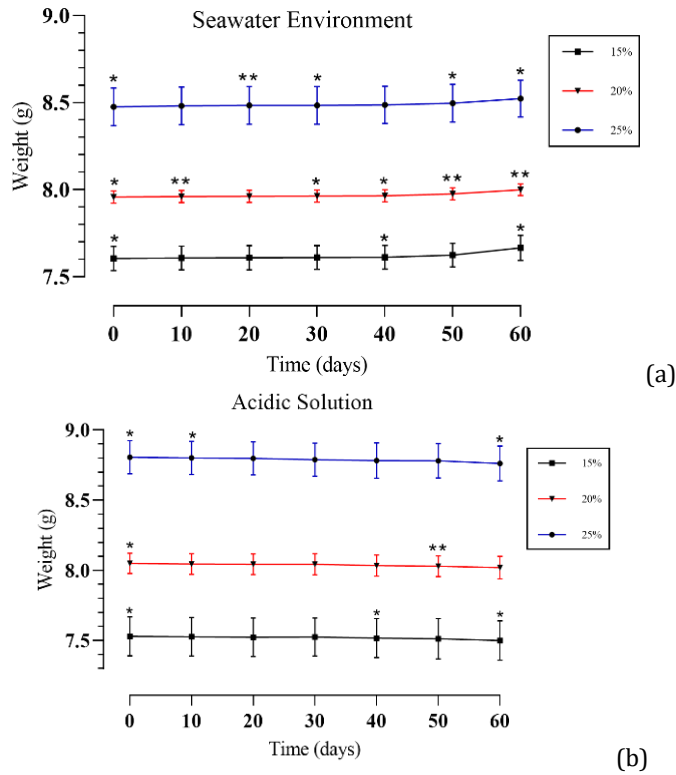 Seawater Environment
9.0
8.5
8.0
7.5
Weight (g)
* ** * * *
* ** * * ** **
* * *
15%
20%
25%
0 10 20 30 40 50 60
Time (days)
(a)
Acidic Solution
9.0
8.5
8.0
7.5
Weight (g)
* * *
* **
* * *
15%
20%
25%
0 10 20 30 40 50 60
Time (days)
(b)